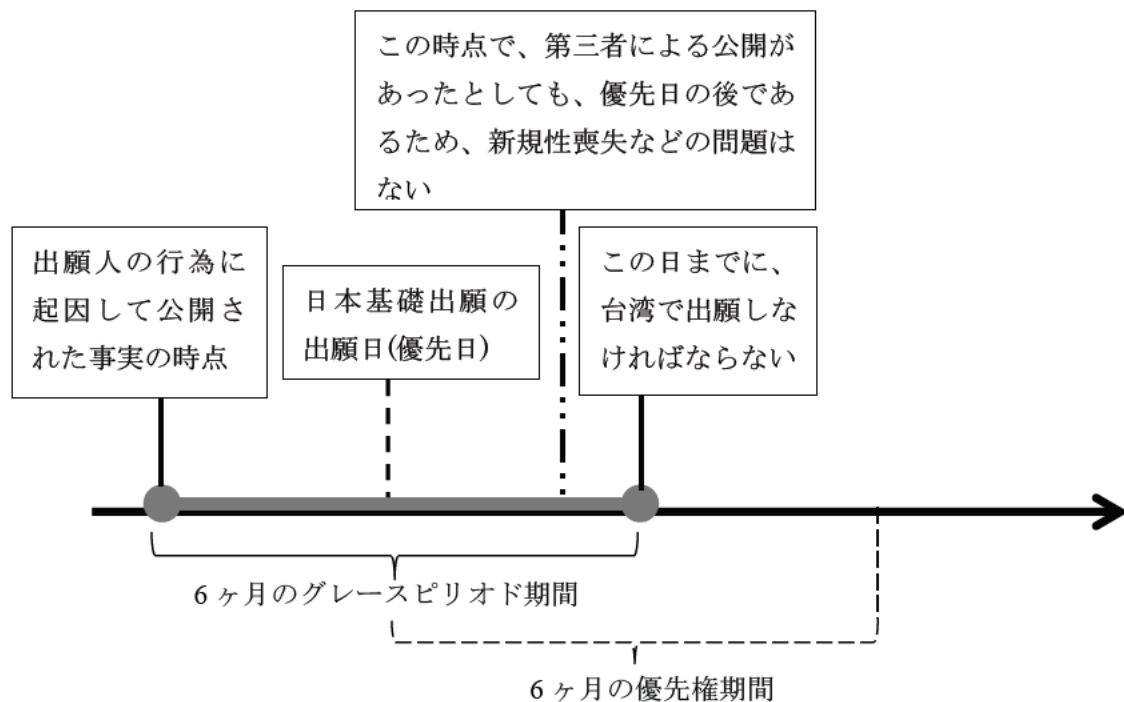 この時点で、第三者による公開が
あったとしても、優先日の後であ
るため、新規性喪失などの問題は
ない
出願人の行為に
起因して公開さ
れた事実の時点
日本基礎出願の
出願日(優先日)
この日までに、
台湾で出願しな
ければならない
6ヶ月のグレースピリオド期間
6ヶ月の優先権期間